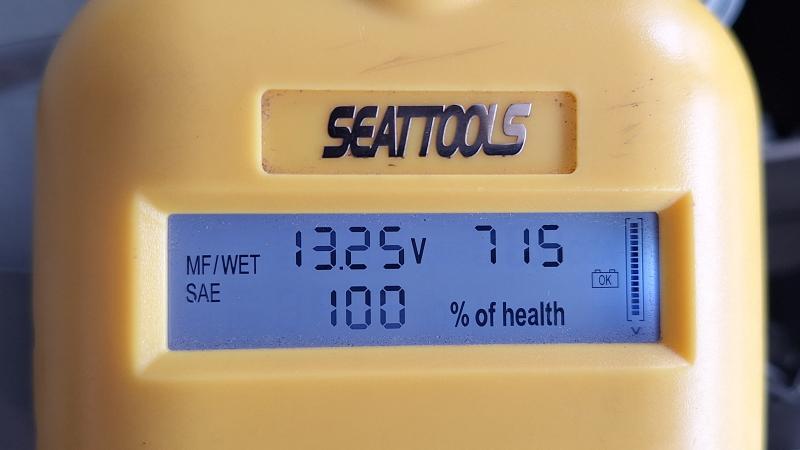 SEATTOOLS
MF/WET 13.25V 715
SAE 100 % of health
OK
V